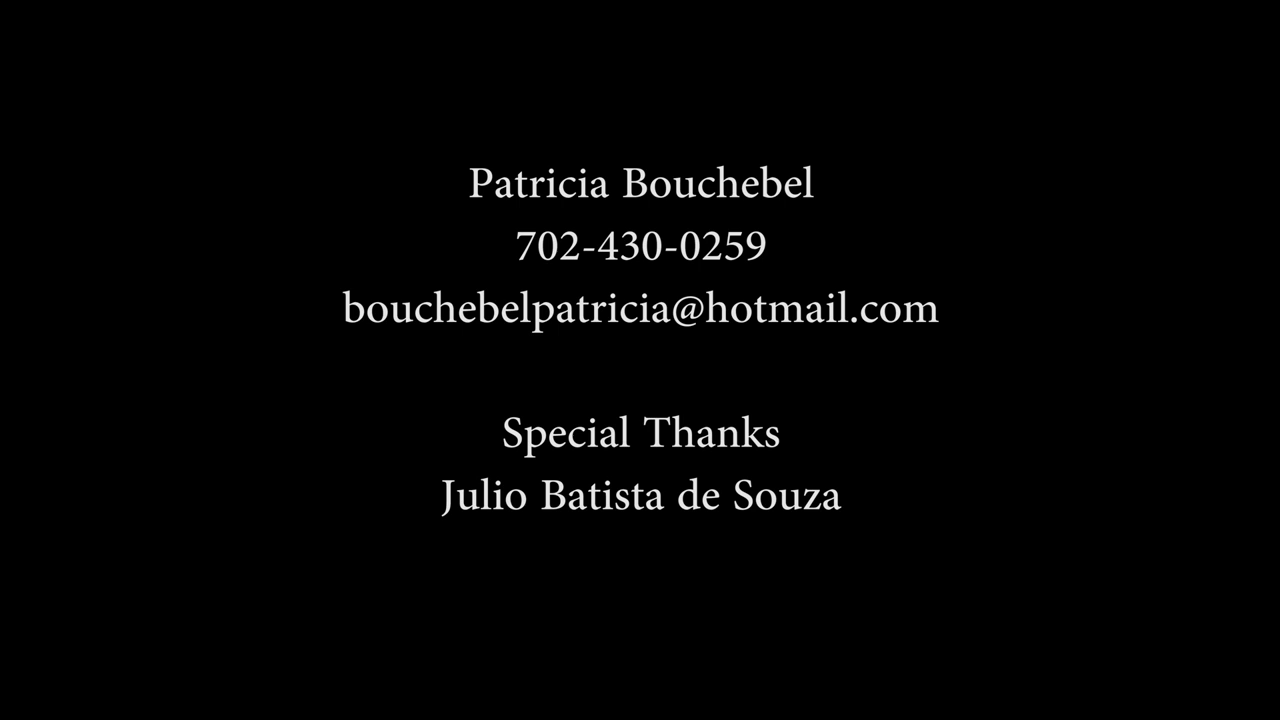 Patricia Bouchebel
702-430-0259
bouchebelpatricia@hotmail.com
Special Thanks
Julio Batista de Souza